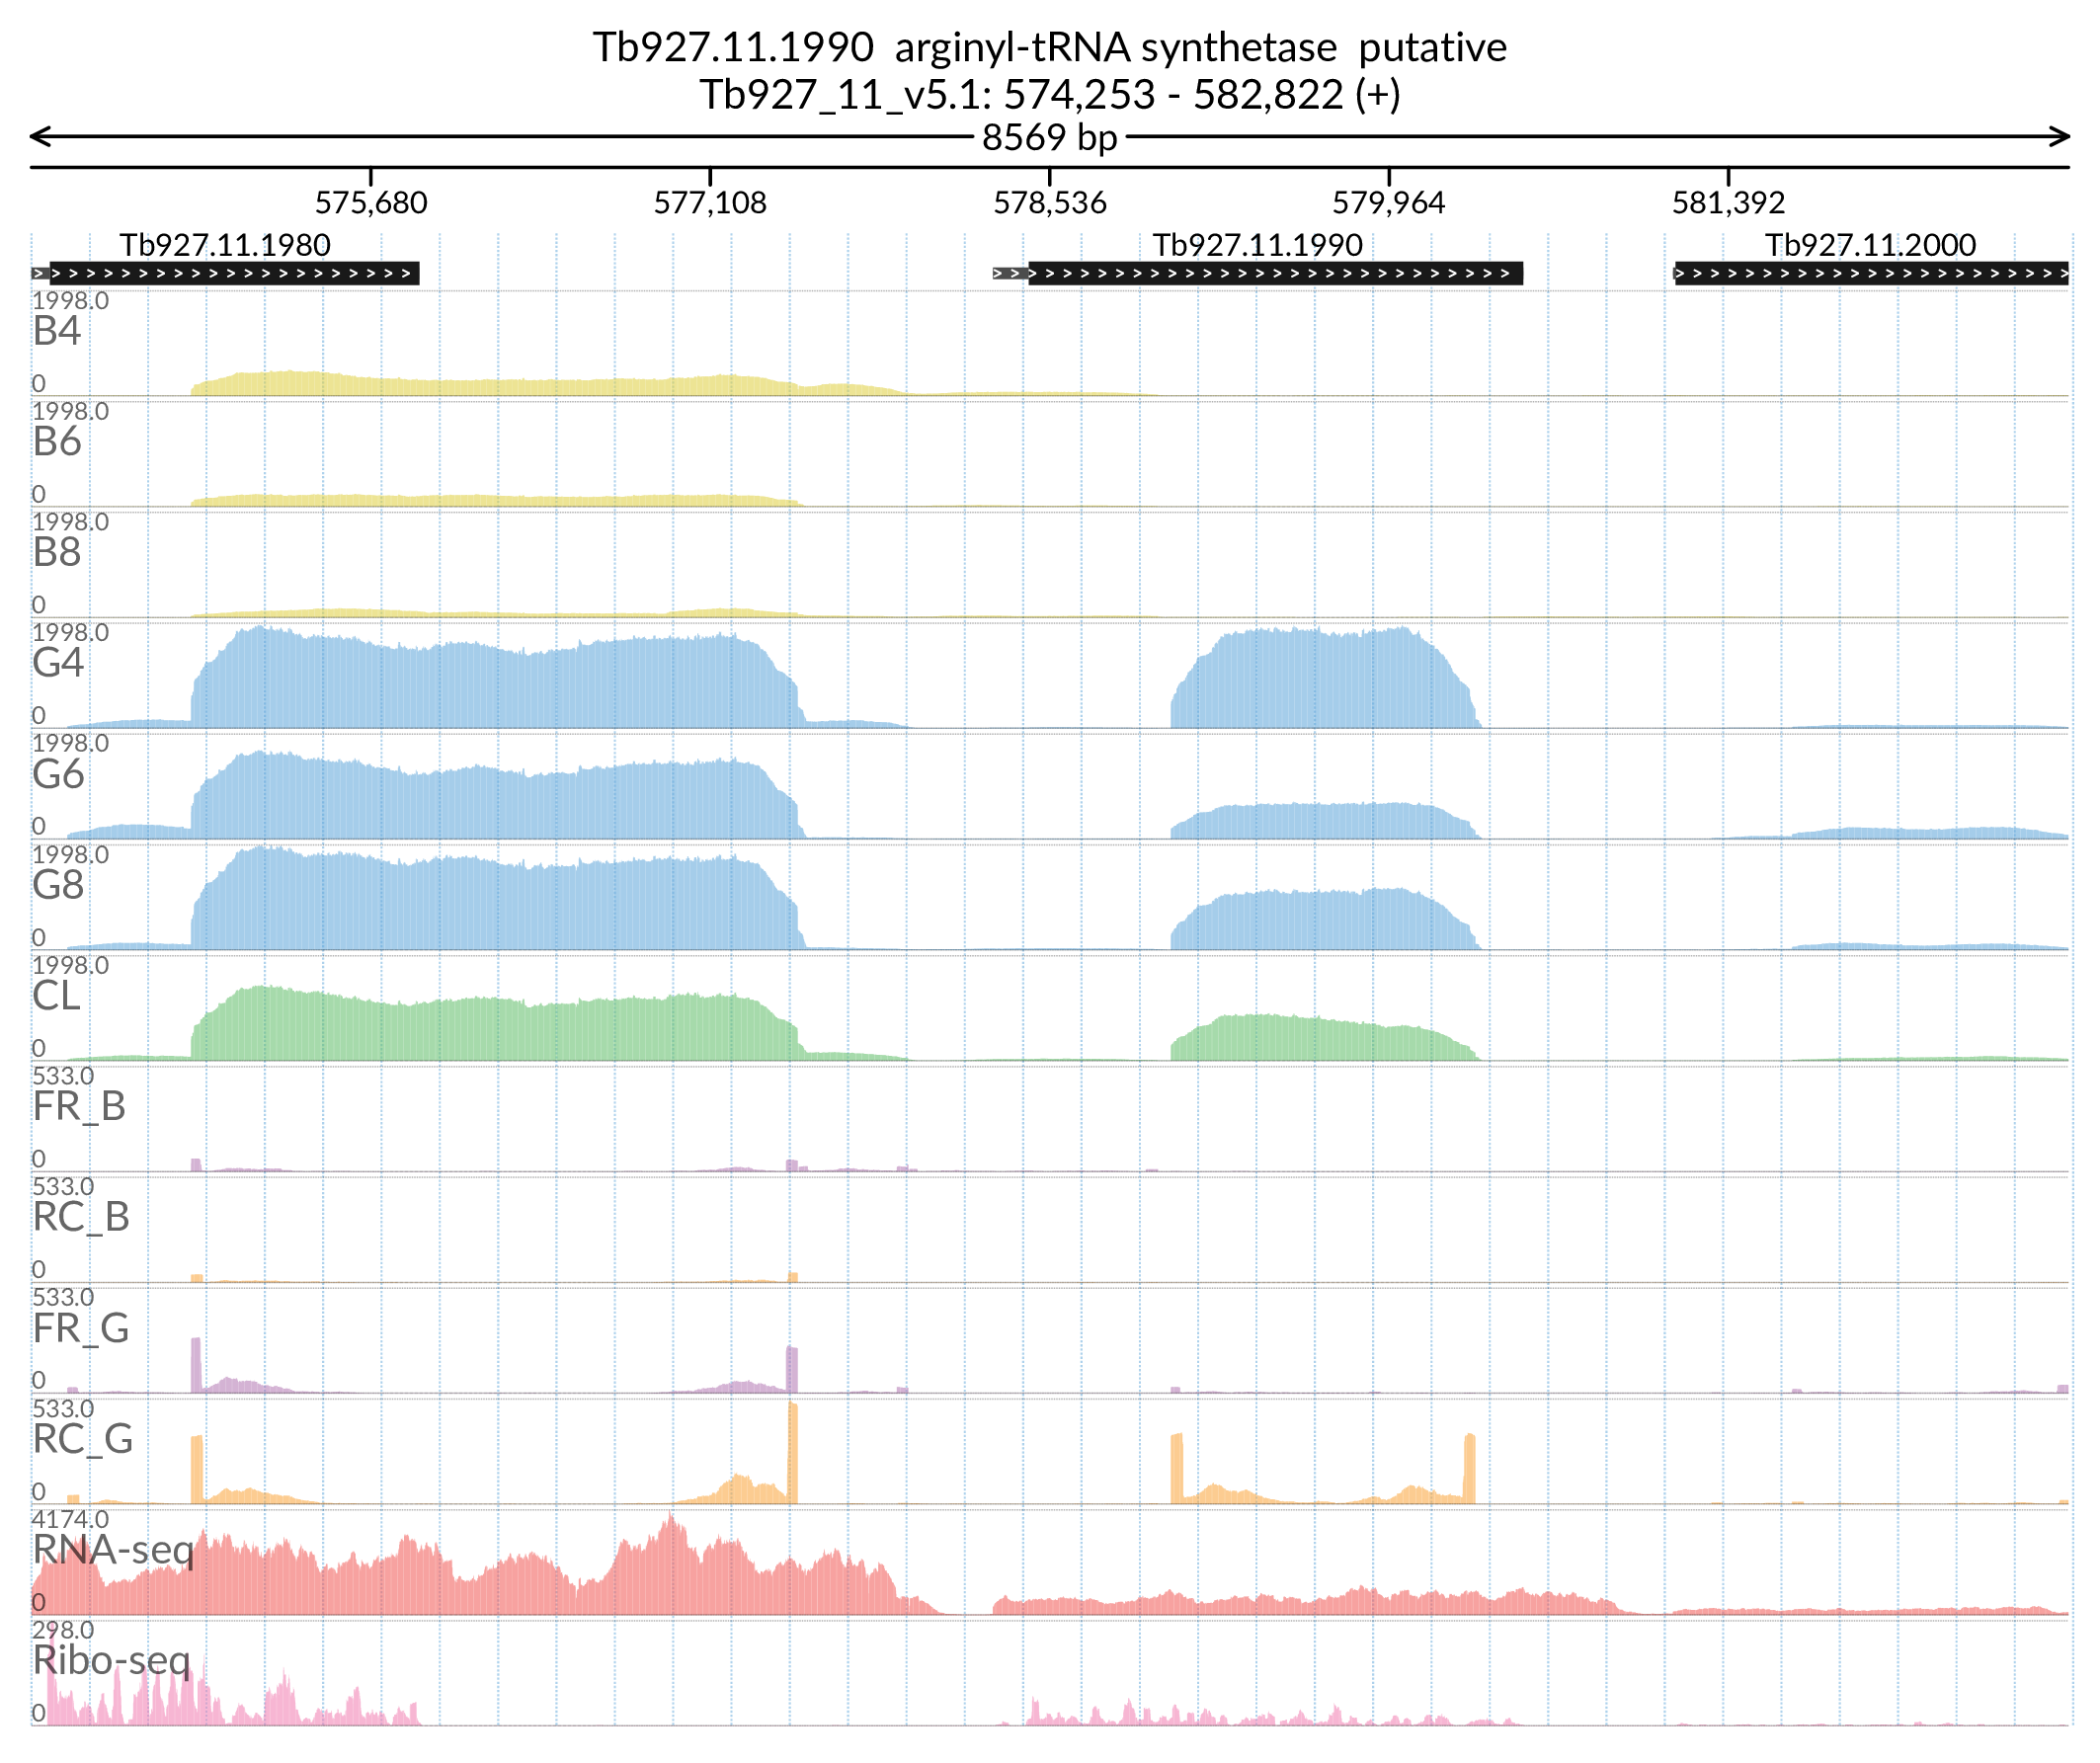 Tb927.11.1990 arginyl-tRNA synthetase putative
Tb927_11_v5.1: 574,253 - 582,822 (+)
8569 bp
575,680 577,108 578,536 579,964 581,392
Tb927.11.1980 Tb927.11.1990 Tb927.11.2000
1998.0
B4
0
1998.0
B6
0
1998.0
B8
0
1998.0
G4
0
1998.0
G6
0
1998.0
G8
0
1998.0
CL
0
533.0
FR_B
0
533.0
RC_B
0
533.0
FR_G
0
533.0
RC_G
0
4174.0
RNA-seq
0
298.0
Ribo-seq
0